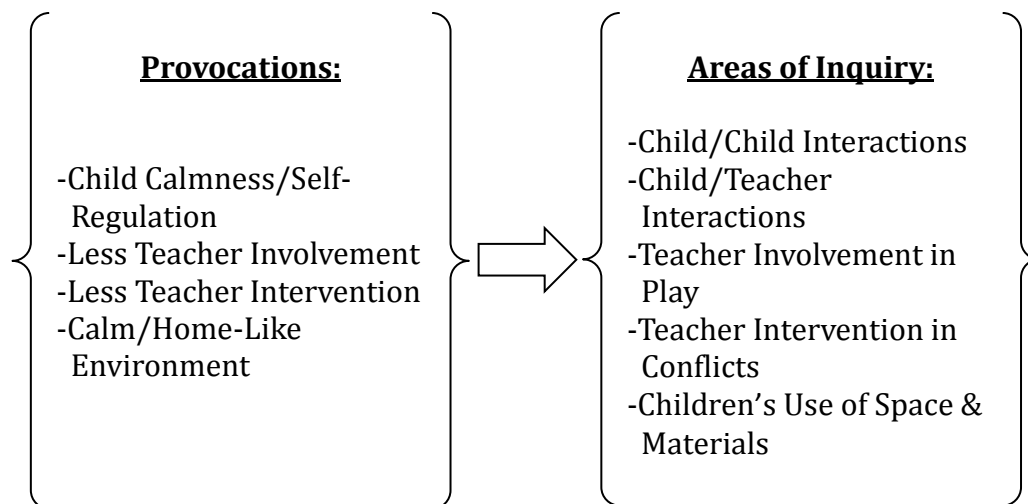 Provocations:
-Child Calmness/Self-
Regulation
-Less Teacher Involvement
-Less Teacher Intervention
-Calm/Home-Like
Environment
Areas of Inquiry:
-Child/Child Interactions
-Child/Teacher
Interactions
-Teacher Involvement in
Play
-Teacher Intervention in
Conflicts
-Children’s Use of Space &
Materials